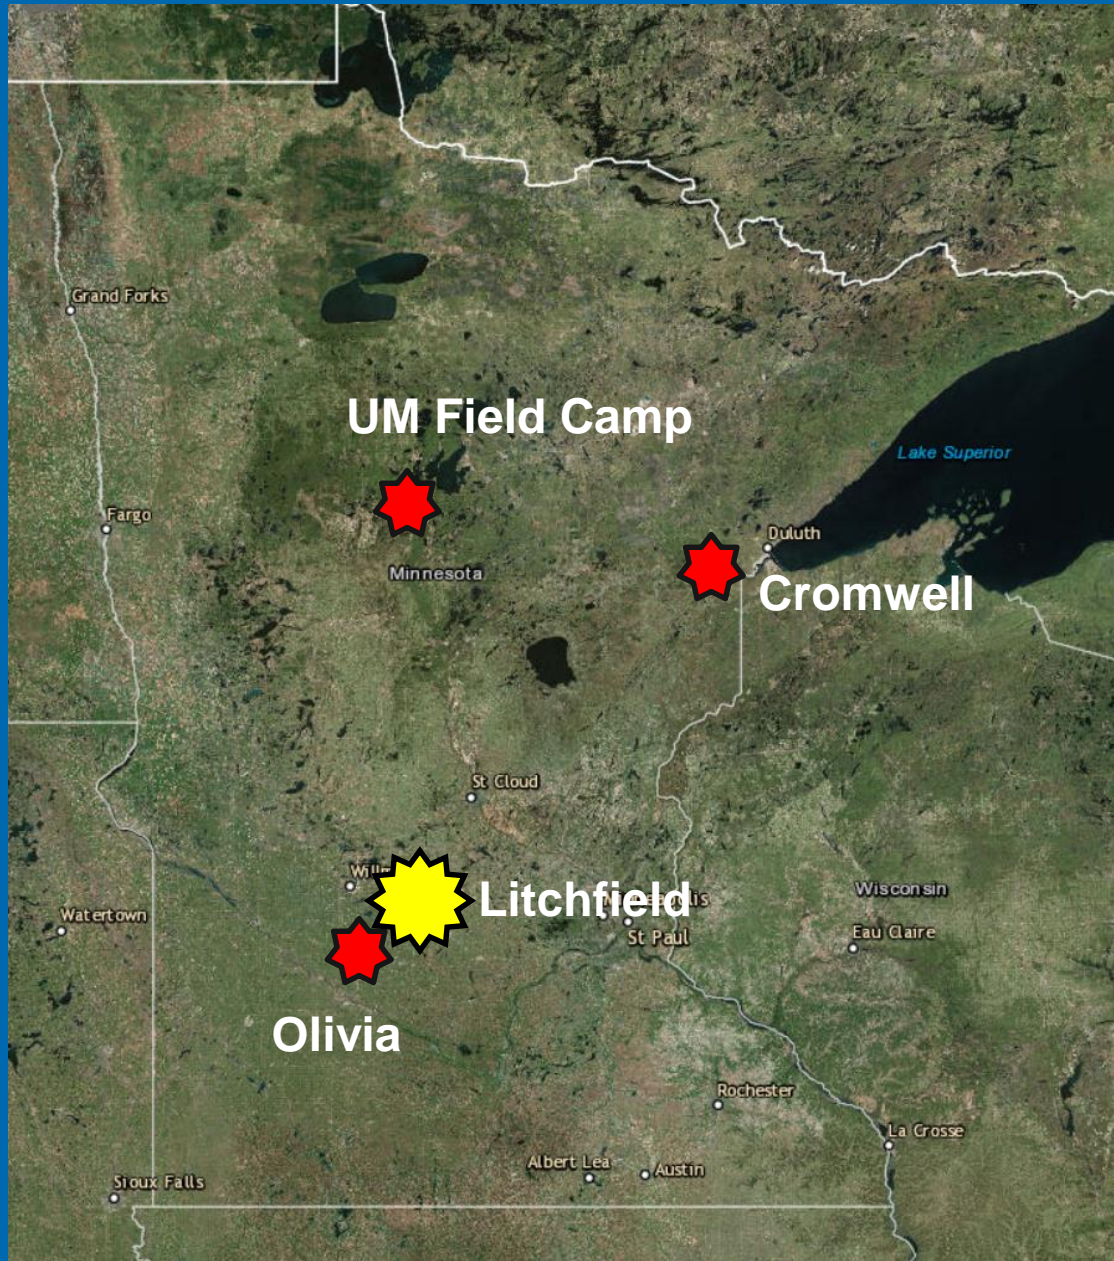 Grand Forks
UM Field Camp
Lake Superior
Fargo
Duluth
Minnesota
Cromwell
St Cloud
Litchfield
Wisconsin
Watertown
St Paul
Eau Claire
Olivia
Rochester
La Crosse
Albert Lea
Austin
Sioux Falls